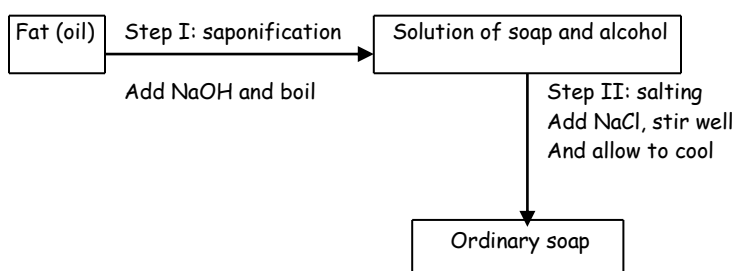 Fat (oil)
Step I: saponification
Solution of soap and alcohol
Add NaOH and boil
Step II: salting
Add NaCl, stir well
And allow to cool
Ordinary soap